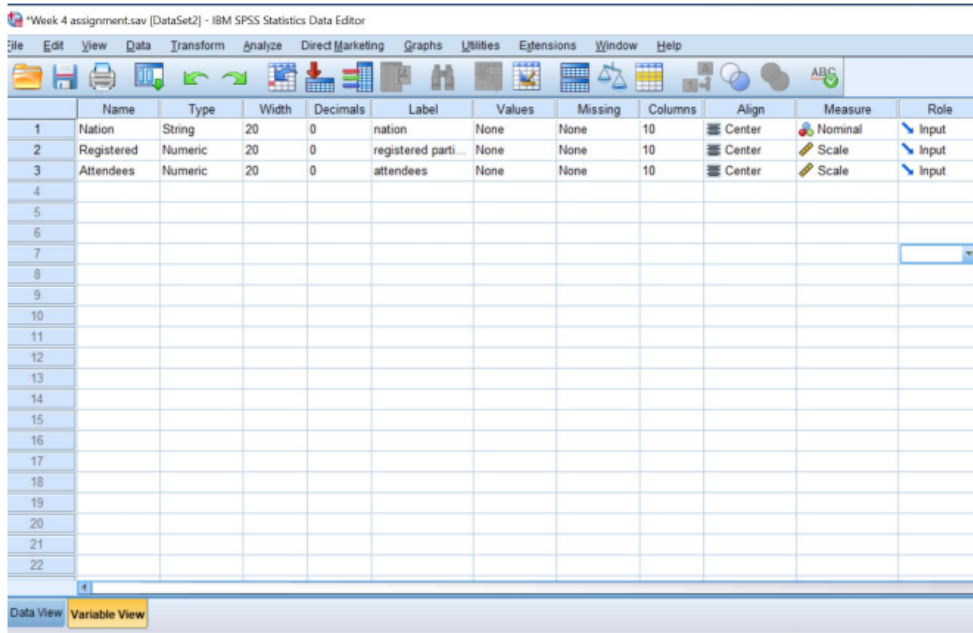 *Week 4 assignment.sav [DataSet2] - IBM SPSS Statistics Data Editor
File Edit View Data Transform Analyze Direct Marketing Graphs Utilities Extensions Window Help
Name Type Width Decimals Label Values Missing Columns Align Measure Role
1 Nation String 20 0 nation None None 10 Center Nominal Input
2 Registered Numeric 20 0 registered parti... None None 10 Center Scale Input
3 Attendees Numeric 20 0 attendees None None 10 Center Scale Input
4
5
6
7
8
9
10
11
12
13
14
15
16
17
18
19
20
21
22
Data View Variable View